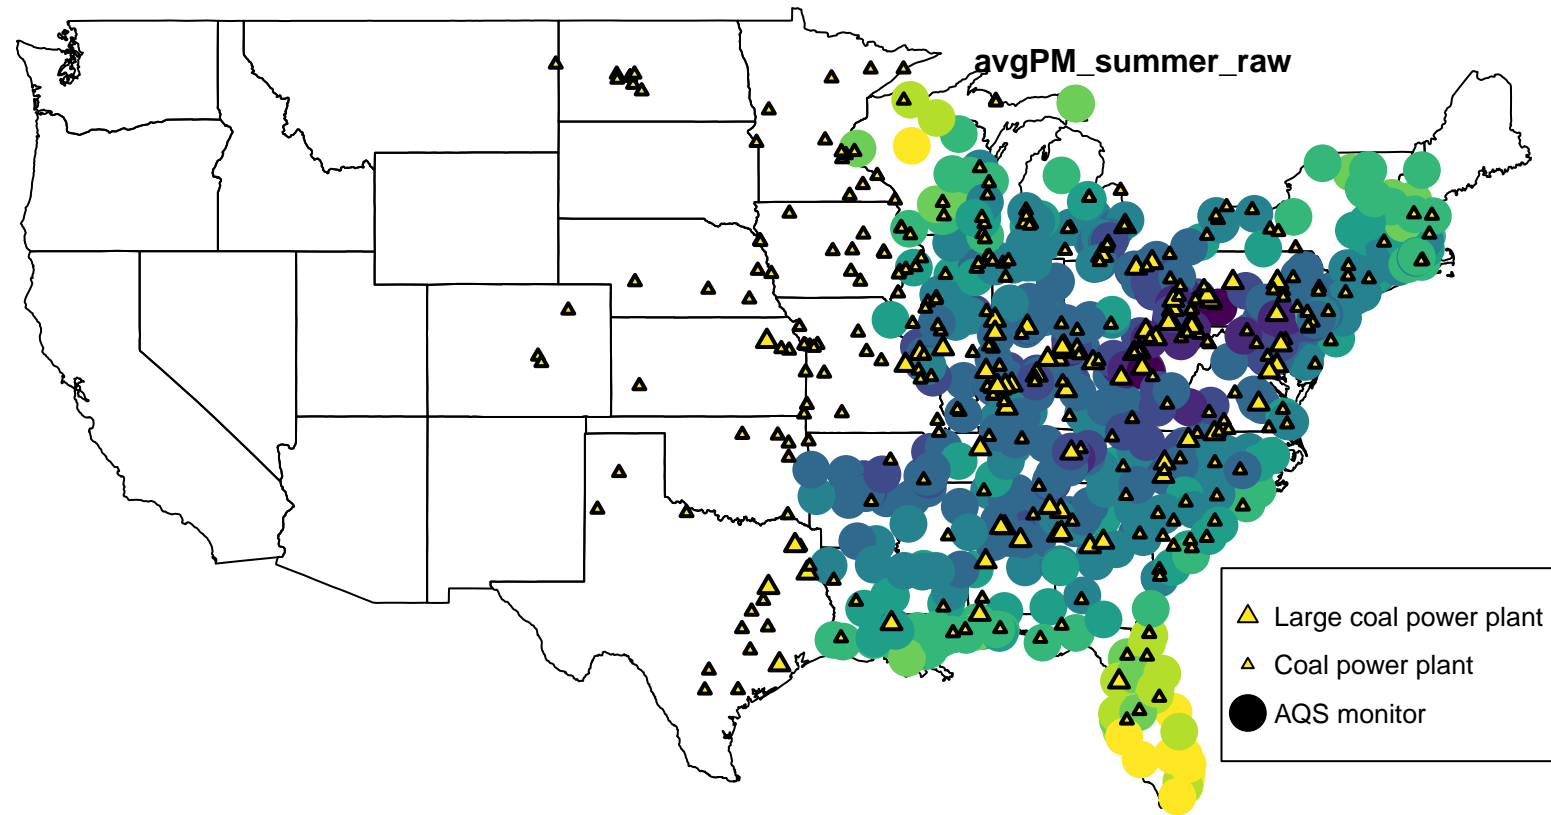 avgPM_summer_raw
Large coal power plant
Coal power plant
AQS monitor